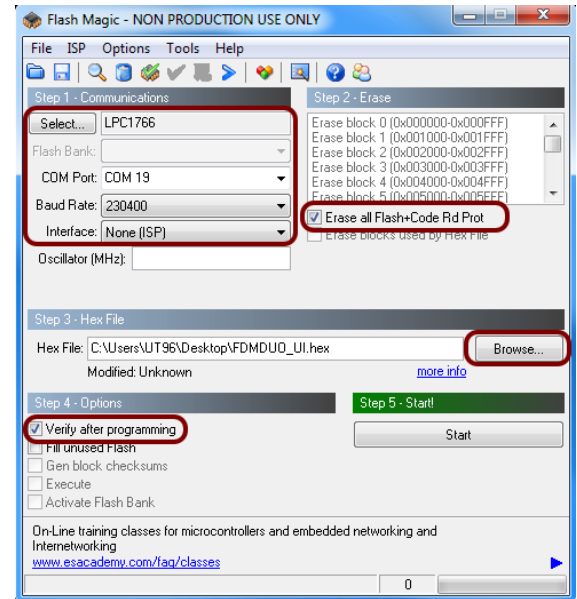 Flash Magic - NON PRODUCTION USE ONLY
File ISP Options Tools Help
Step 1 - Communications
Select... LPC1766
Flash Bank:
COM Port: COM 19
Baud Rate: 230400
Interface: None (ISP)
Oscillator (MHz):
Step 2 - Erase
Erase block 0 (0x000000-0x000FFF)
Erase block 1 (0x001000-0x001FFF)
Erase block 2 (0x002000-0x002FFF)
Erase block 3 (0x003000-0x003FFF)
Erase block 4 (0x004000-0x004FFF)
Erase block 5 (0x005000-0x005FFF)
Erase all Flash+Code Rd Prot
Erase blocks used by Hex File
Step 3 - Hex File
Hex File: C:\Users\UT96\Desktop\FDMDUO_UI.hex Browse...
Modified: Unknown more info
Step 4 - Options
Verify after programming
Fill unused Flash
Gen block checksums
Execute
Activate Flash Bank
Step 5 - Start!
Start
On-Line training classes for microcontrollers and embedded networking and
Internetworking
www.esacademy.com/faq/classes
0